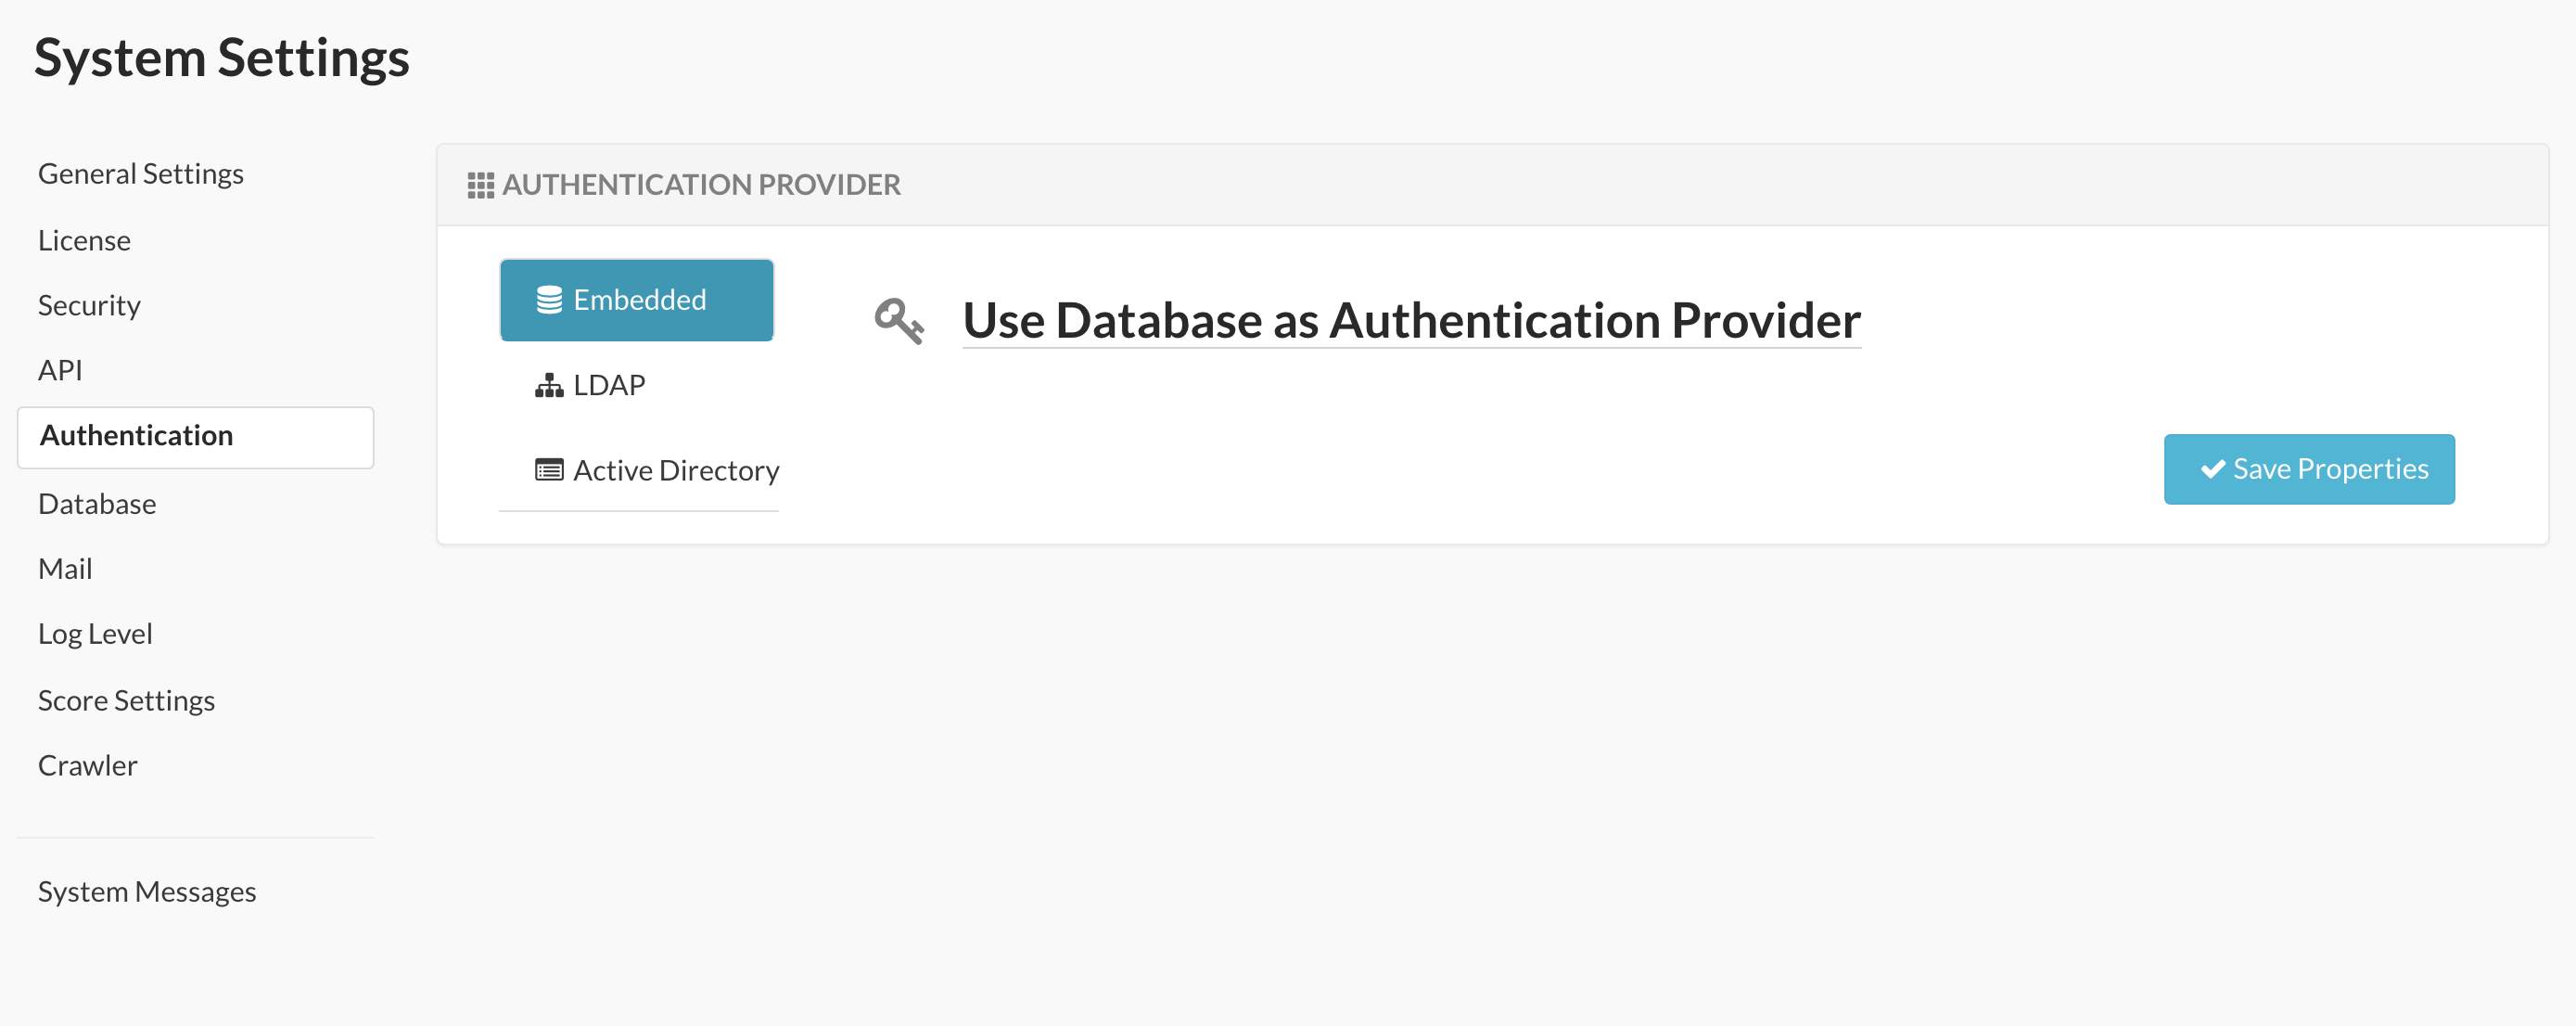 System Settings
General Settings
License
Security
API
Authentication
Database
Mail
Log Level
Score Settings
Crawler
System Messages
AUTHENTICATION PROVIDER
Embedded
LDAP
Active Directory
Use Database as Authentication Provider
Save Properties